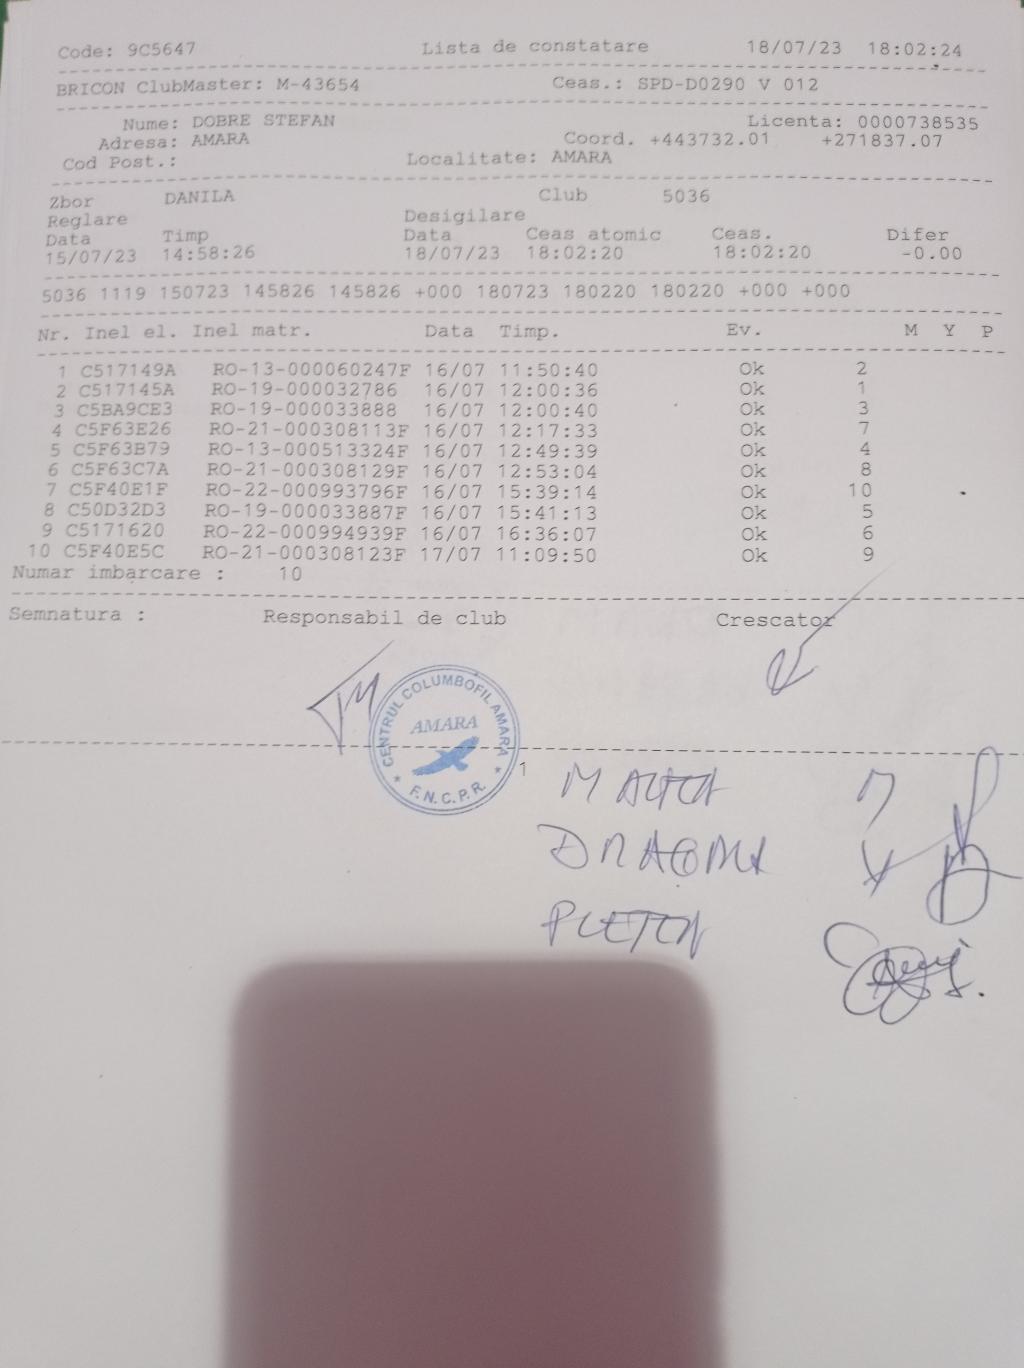 Code: 9C5647 Lista de constatare 18/07/23 18:02:24
BRICON ClubMaster: M-43654 Ceas.: SPD-D0290 V 012
Nume: DOBRE STEFAN Licenta: 0000738535
Adresa: AMARA Coord. +443732.01 +271837.07
Cod Post.: Localitate: AMARA
Zbor DANILA Club 5036
Reglare Desigilare
Data Timp Data Ceas atomic Ceas. Difer
15/07/23 14:58:26 18/07/23 18:02:20 18:02:20 -0.00
5036 1119 150723 145826 145826 +000 180723 180220 180220 +000 +000
Nr. Inel el. Inel matr. Data Timp. Ev. M Y P
1 C517149A RO-13-000060247F 16/07 11:50:40 Ok 2
2 C517145A RO-19-000032786 16/07 12:00:36 Ok 1
3 C5BA9CE3 RO-19-000033888 16/07 12:00:40 Ok 3
4 C5F63E26 RO-21-000308113F 16/07 12:17:33 Ok 7
5 C5F63B79 RO-13-000513324F 16/07 12:49:39 Ok 4
6 C5F63C7A RO-21-000308129F 16/07 12:53:04 Ok 8
7 C5F40E1F RO-22-000993796F 16/07 15:39:14 Ok 10
8 C50D32D3 RO-19-000033887F 16/07 15:41:13 Ok 5
9 C5171620 RO-22-000994939F 16/07 16:36:07 Ok 6
10 C5F40E5C RO-21-000308123F 17/07 11:09:50 Ok 9
Numar imbarcare : 10
Semnatura : Responsabil de club Crescator
CENTRUL COLUMBOFIL AMARA
AMARA
F.N.C.P.R.
1